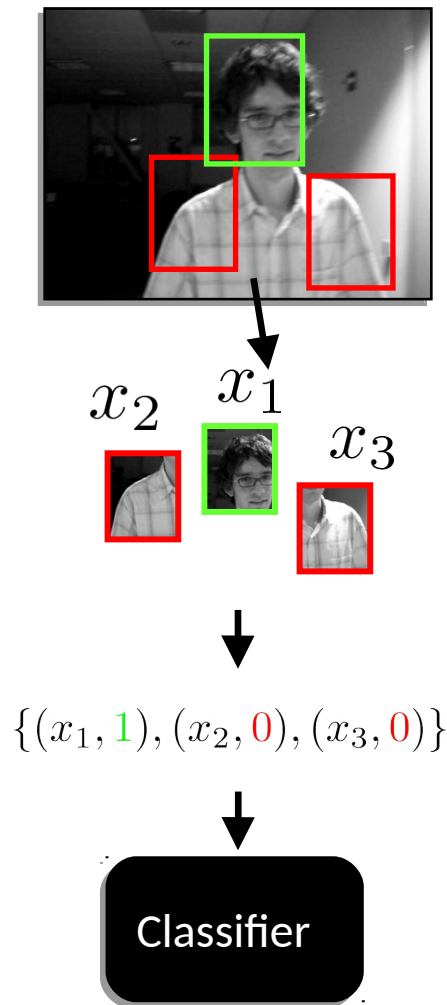 x₁
x₂
x₃
{(x₁, 1), (x₂, 0), (x₃, 0)}
Classifier